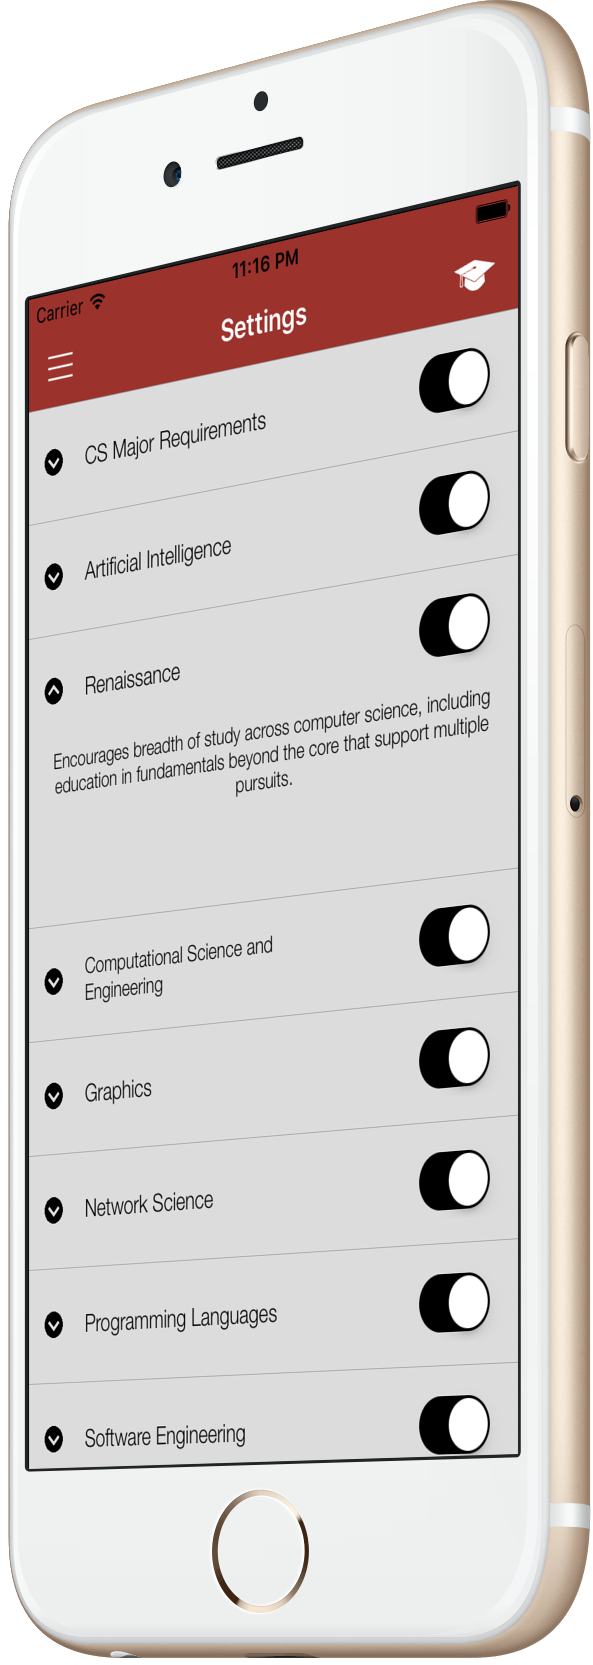 Carrier 11:16 PM
Settings
CS Major Requirements
Artificial Intelligence
Renaissance
Encourages breadth of study across computer science, including
education in fundamentals beyond the core that support multiple
pursuits.
Computational Science and
Engineering
Graphics
Network Science
Programming Languages
Software Engineering